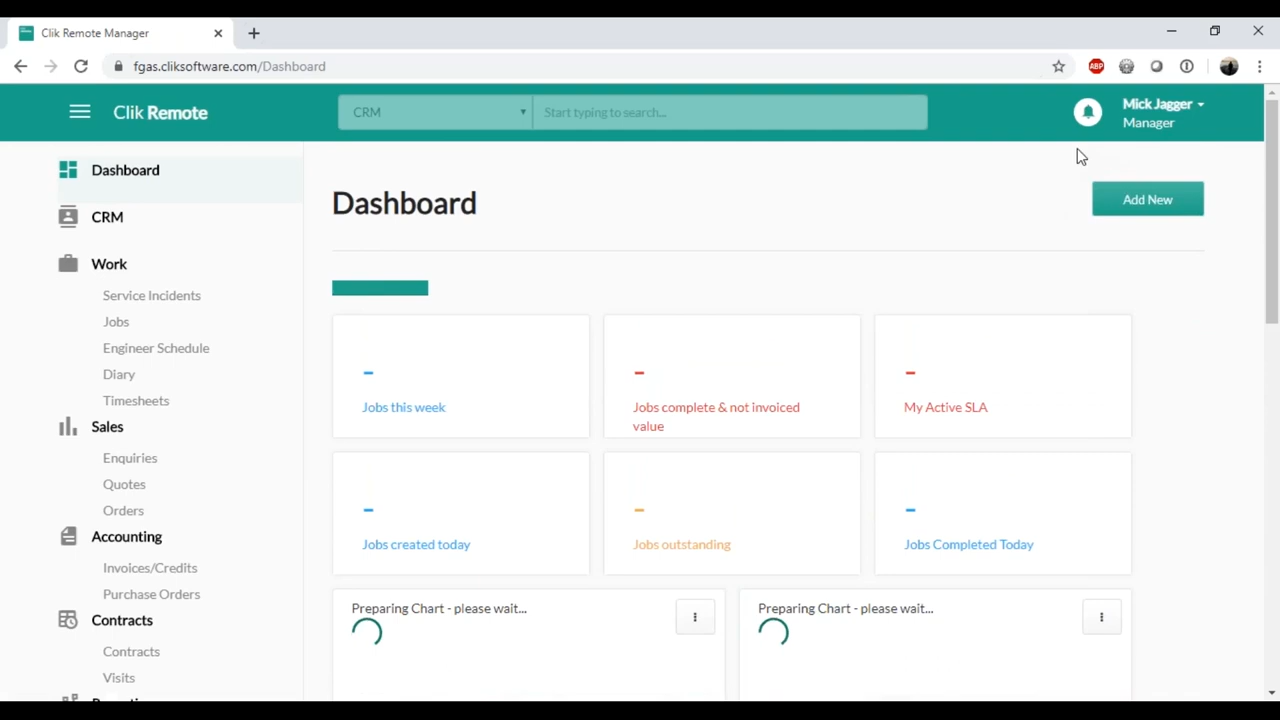 Clik Remote Manager
fgas.cliksoftware.com/Dashboard
ABP
Clik Remote
CRM
Start typing to search...
Mick Jagger
Manager
Dashboard
CRM
Work
Service Incidents
Jobs
Engineer Schedule
Diary
Timesheets
Sales
Enquiries
Quotes
Orders
Accounting
Invoices/Credits
Purchase Orders
Contracts
Contracts
Visits
Dashboard
Add New
Jobs this week
Jobs complete & not invoiced
value
My Active SLA
Jobs created today
Jobs outstanding
Jobs Completed Today
Preparing Chart - please wait...
Preparing Chart - please wait...